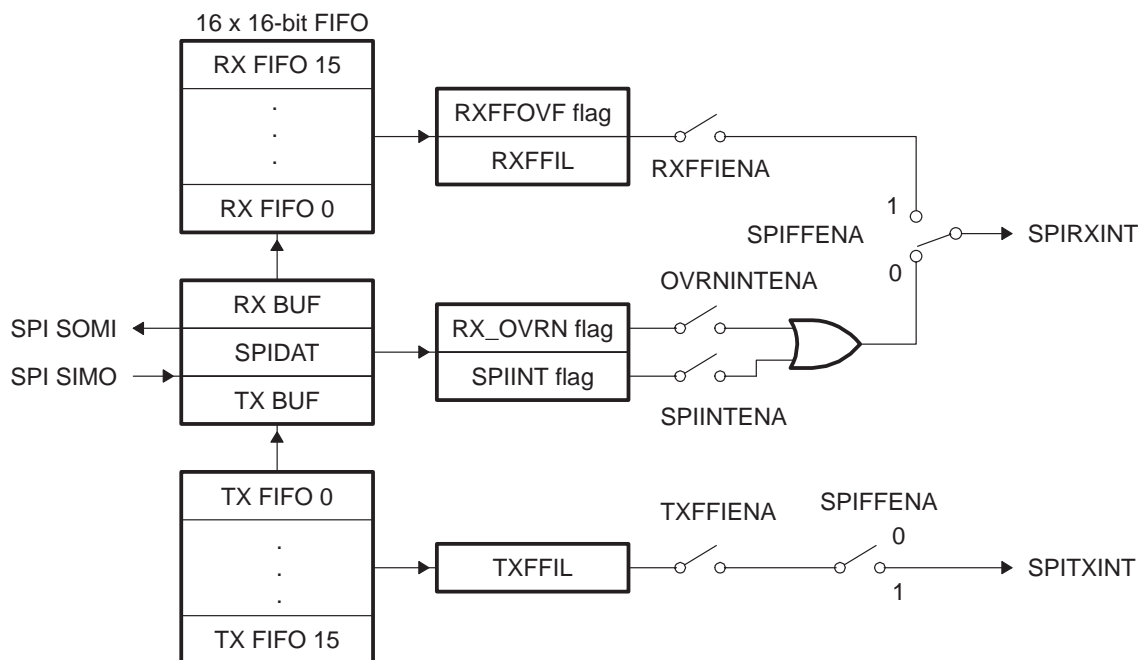 16 x 16-bit FIFO
RX FIFO 15
.
.
.
RX FIFO 0
RXFFOVF flag
RXFFIL
RXFFIENA
1
SPIFFENA
0
SPIRXINT
RX BUF
SPIDAT
TX BUF
SPI SOMI
SPI SIMO
OVRNINTENA
RX_OVRN flag
SPIINT flag
SPIINTENA
TX FIFO 0
.
.
.
TX FIFO 15
TXFFIL
TXFFIENA
SPIFFENA
0
1
SPITXINT